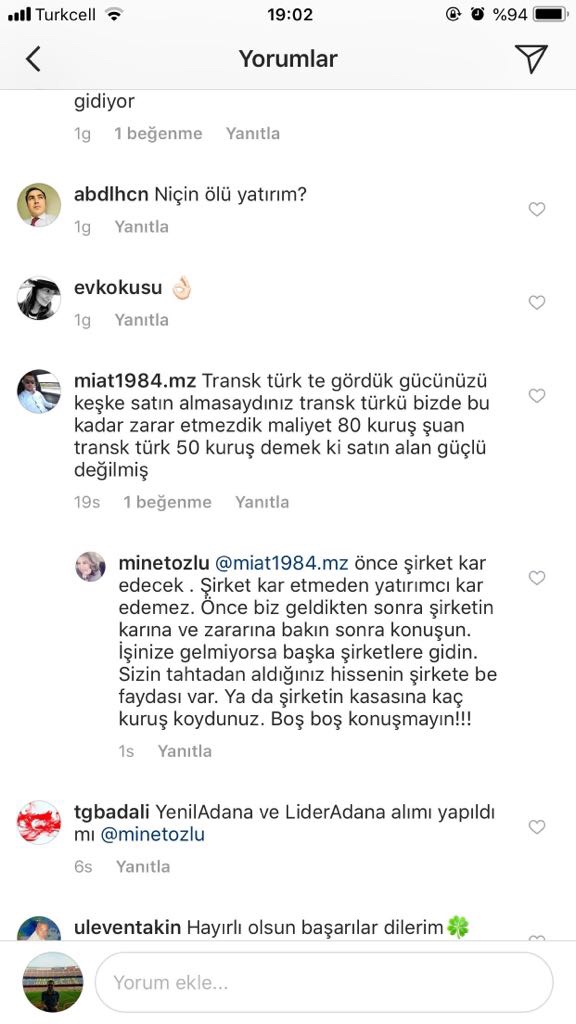 Turkcell 19:02 %94
Yorumlar
gidiyor
1g 1 beğenme Yanıtla
abdlhcn Niçin ölü yatırım?
1g Yanıtla
evkokusu 👌🏻
1g Yanıtla
miat1984.mz Transk türk te gördük gücünüzü
keşke satın almasaydınız transk türkü bizde bu
kadar zarar etmezdik maliyet 80 kuruş şuan
transk türk 50 kuruş demek ki satın alan güçlü
değilmiş
19s 1 beğenme Yanıtla
minetozlu @miat1984.mz önce şirket kar
edecek . Şirket kar etmeden yatırımcı kar
edemez. Önce biz geldikten sonra şirketin
karına ve zararına bakın sonra konuşun.
İşinize gelmiyorsa başka şirketlere gidin.
Sizin tahtadan aldığınız hissenin şirkete be
faydası var. Ya da şirketin kasasına kaç
kuruş koydunuz. Boş boş konuşmayın!!!
1s Yanıtla
tgbadali YenilAdana ve LiderAdana alımı yapıldı
mı @minetozlu
6s Yanıtla
uleventakin Hayırlı olsun başarılar dilerim🍀
Yorum ekle...